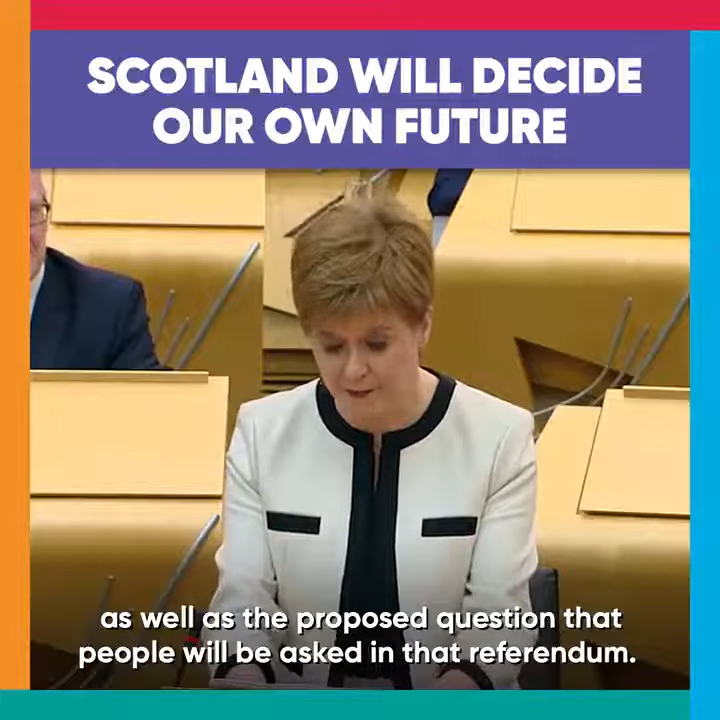 SCOTLAND WILL DECIDE
OUR OWN FUTURE
as well as the proposed question that
people will be asked in that referendum.